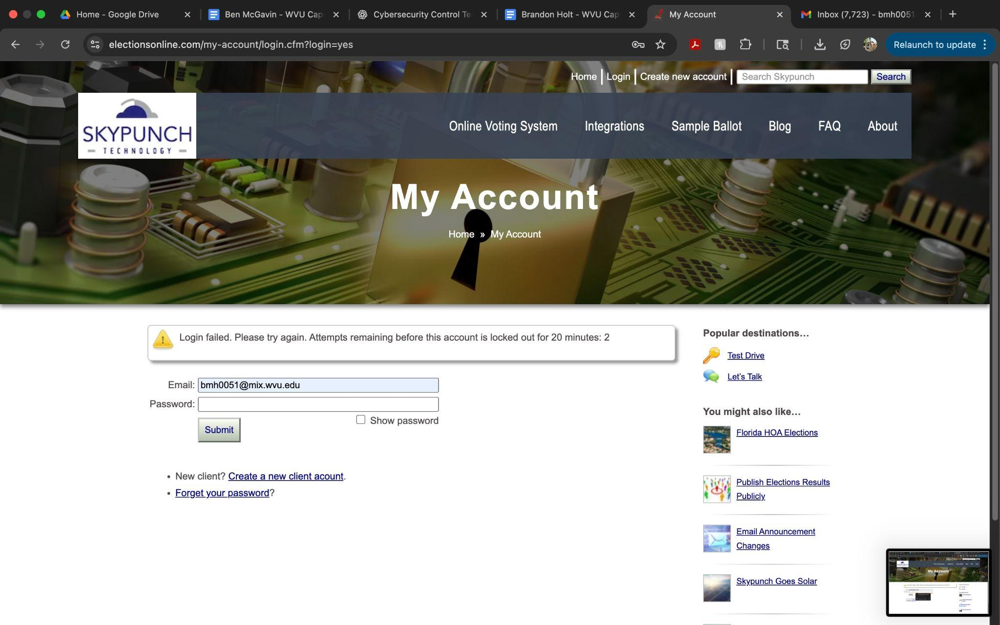 Home - Google Drive
Ben McGavin - WVU Cap
Cybersecurity Control Te
Brandon Holt - WVU Cap
My Account
Inbox (7,723) - bmh0051
electionsonline.com/my-account/login.cfm?login=yes
Relaunch to update
Home
Login
Create new account
Search Skypunch
Search
SKYPUNCH
TECHNOLOGY
Online Voting System
Integrations
Sample Ballot
Blog
FAQ
About
My Account
Home » My Account
Login failed. Please try again. Attempts remaining before this account is locked out for 20 minutes: 2
Email: bmh0051@mix.wvu.edu
Password:
Show password
Submit
• New client? Create a new client acount.
• Forget your password?
Popular destinations…
Test Drive
Let's Talk
You might also like…
Florida HOA Elections
Publish Elections Results
Publicly
Email Announcement
Changes
Skypunch Goes Solar
My Account